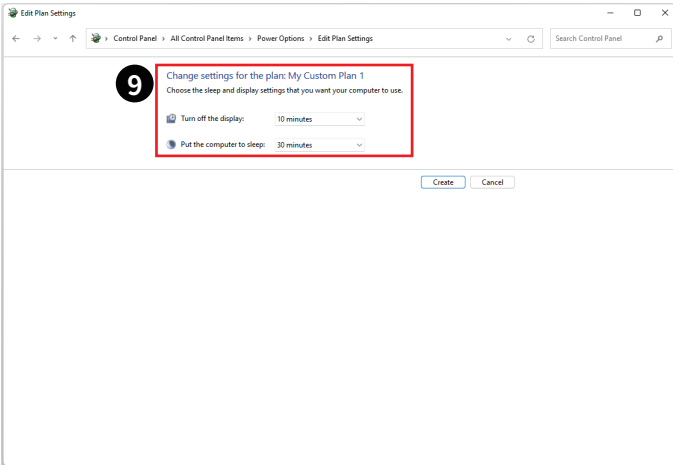 Edit Plan Settings
Control Panel > All Control Panel Items > Power Options > Edit Plan Settings
Search Control Panel
9
Change settings for the plan: My Custom Plan 1
Choose the sleep and display settings that you want your computer to use.
Turn off the display: 10 minutes
Put the computer to sleep: 30 minutes
Create Cancel